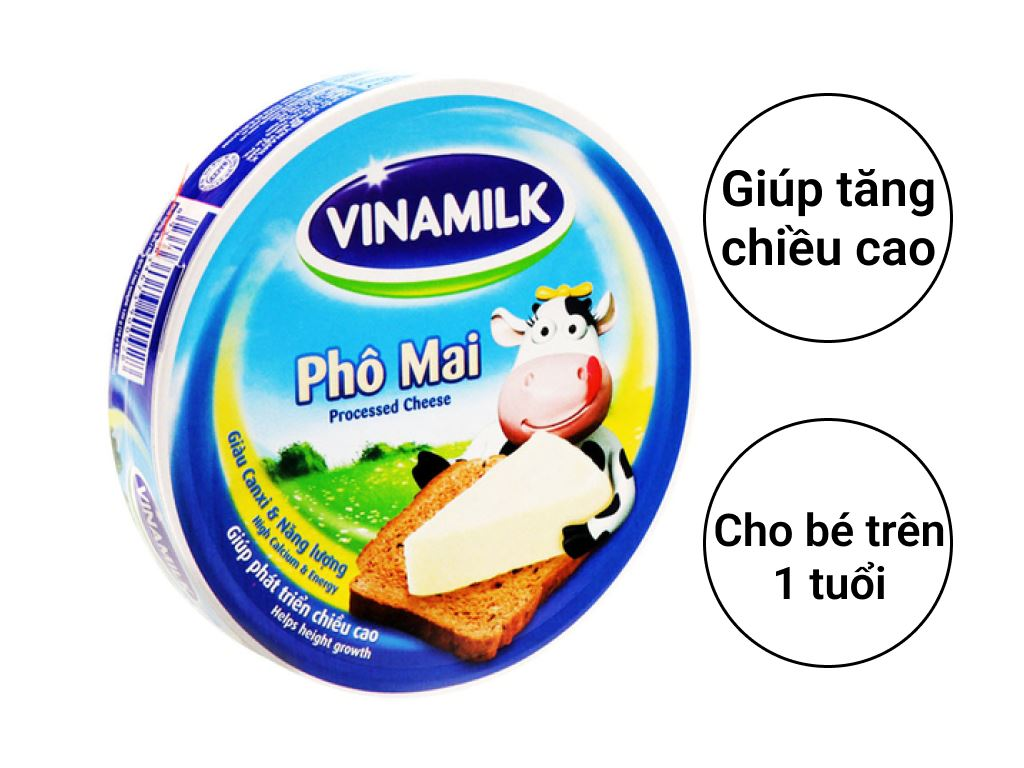 VINAMILK
Phô Mai
Processed Cheese
Giàu Canxi & Năng lượng
High Calcium & Energy
Giúp phát triển chiều cao
Helps height growth
VINAMILK
Giúp tăng
chiều cao
Cho bé trên
1 tuổi